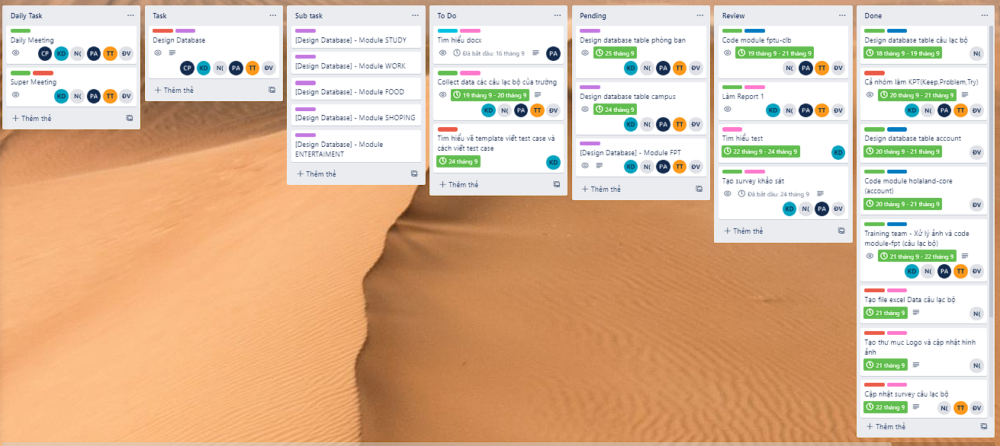 Daily Task
Daily Meeting
CP KD N( PA TT ĐV
Super Meeting
KD N( PA TT ĐV
+ Thêm thẻ
Task
Design Database
CP KD N( PA TT ĐV
+ Thêm thẻ
Sub task
[Design Database] - Module STUDY
[Design Database] - Module WORK
[Design Database] - Module FOOD
[Design Database] - Module SHOPING
[Design Database] - Module
ENTERTAIMENT
+ Thêm thẻ
To Do
Tìm hiểu docx
Đã bắt đầu: 16 tháng 9
PA
Collect data các câu lạc bộ của trường
19 tháng 9 - 20 tháng 9
KD N( PA TT ĐV
Tìm hiểu về template viết test case và
cách viết test case
24 tháng 9
KD
+ Thêm thẻ
Pending
Design database table phòng ban
25 tháng 9
KD N( PA TT ĐV
Design database table campus
24 tháng 9
KD N( PA TT ĐV
[Design Database] - Module FPT
KD N( PA TT ĐV
+ Thêm thẻ
Review
Code module fptu-clb
19 tháng 9 - 21 tháng 9
N( PA TT ĐV
Làm Report 1
KD N( PA TT ĐV
Tìm hiểu test
22 tháng 9 - 24 tháng 9
KD
Tạo survey khảo sát
Đã bắt đầu: 24 tháng 9
KD N( PA ĐV
+ Thêm thẻ
Done
Design database table câu lạc bộ
18 tháng 9 - 19 tháng 9
N(
Cả nhóm làm KPT(Keep,Problem,Try)
20 tháng 9 - 21 tháng 9
KD N( PA TT ĐV
Design database table account
20 tháng 9 - 21 tháng 9
ĐV
Code module holaland-core
(account)
20 tháng 9 - 21 tháng 9
ĐV
Training team - Xử lý ảnh và code
module-fpt (câu lạc bộ)
21 tháng 9 - 22 tháng 9
KD N( PA TT ĐV
Tạo file excel Data câu lạc bộ
21 tháng 9
N(
Tạo thư mục Logo và cập nhật hình
ảnh
21 tháng 9
N(
Cập nhật survey câu lạc bộ
22 tháng 9
N( TT ĐV
+ Thêm thẻ